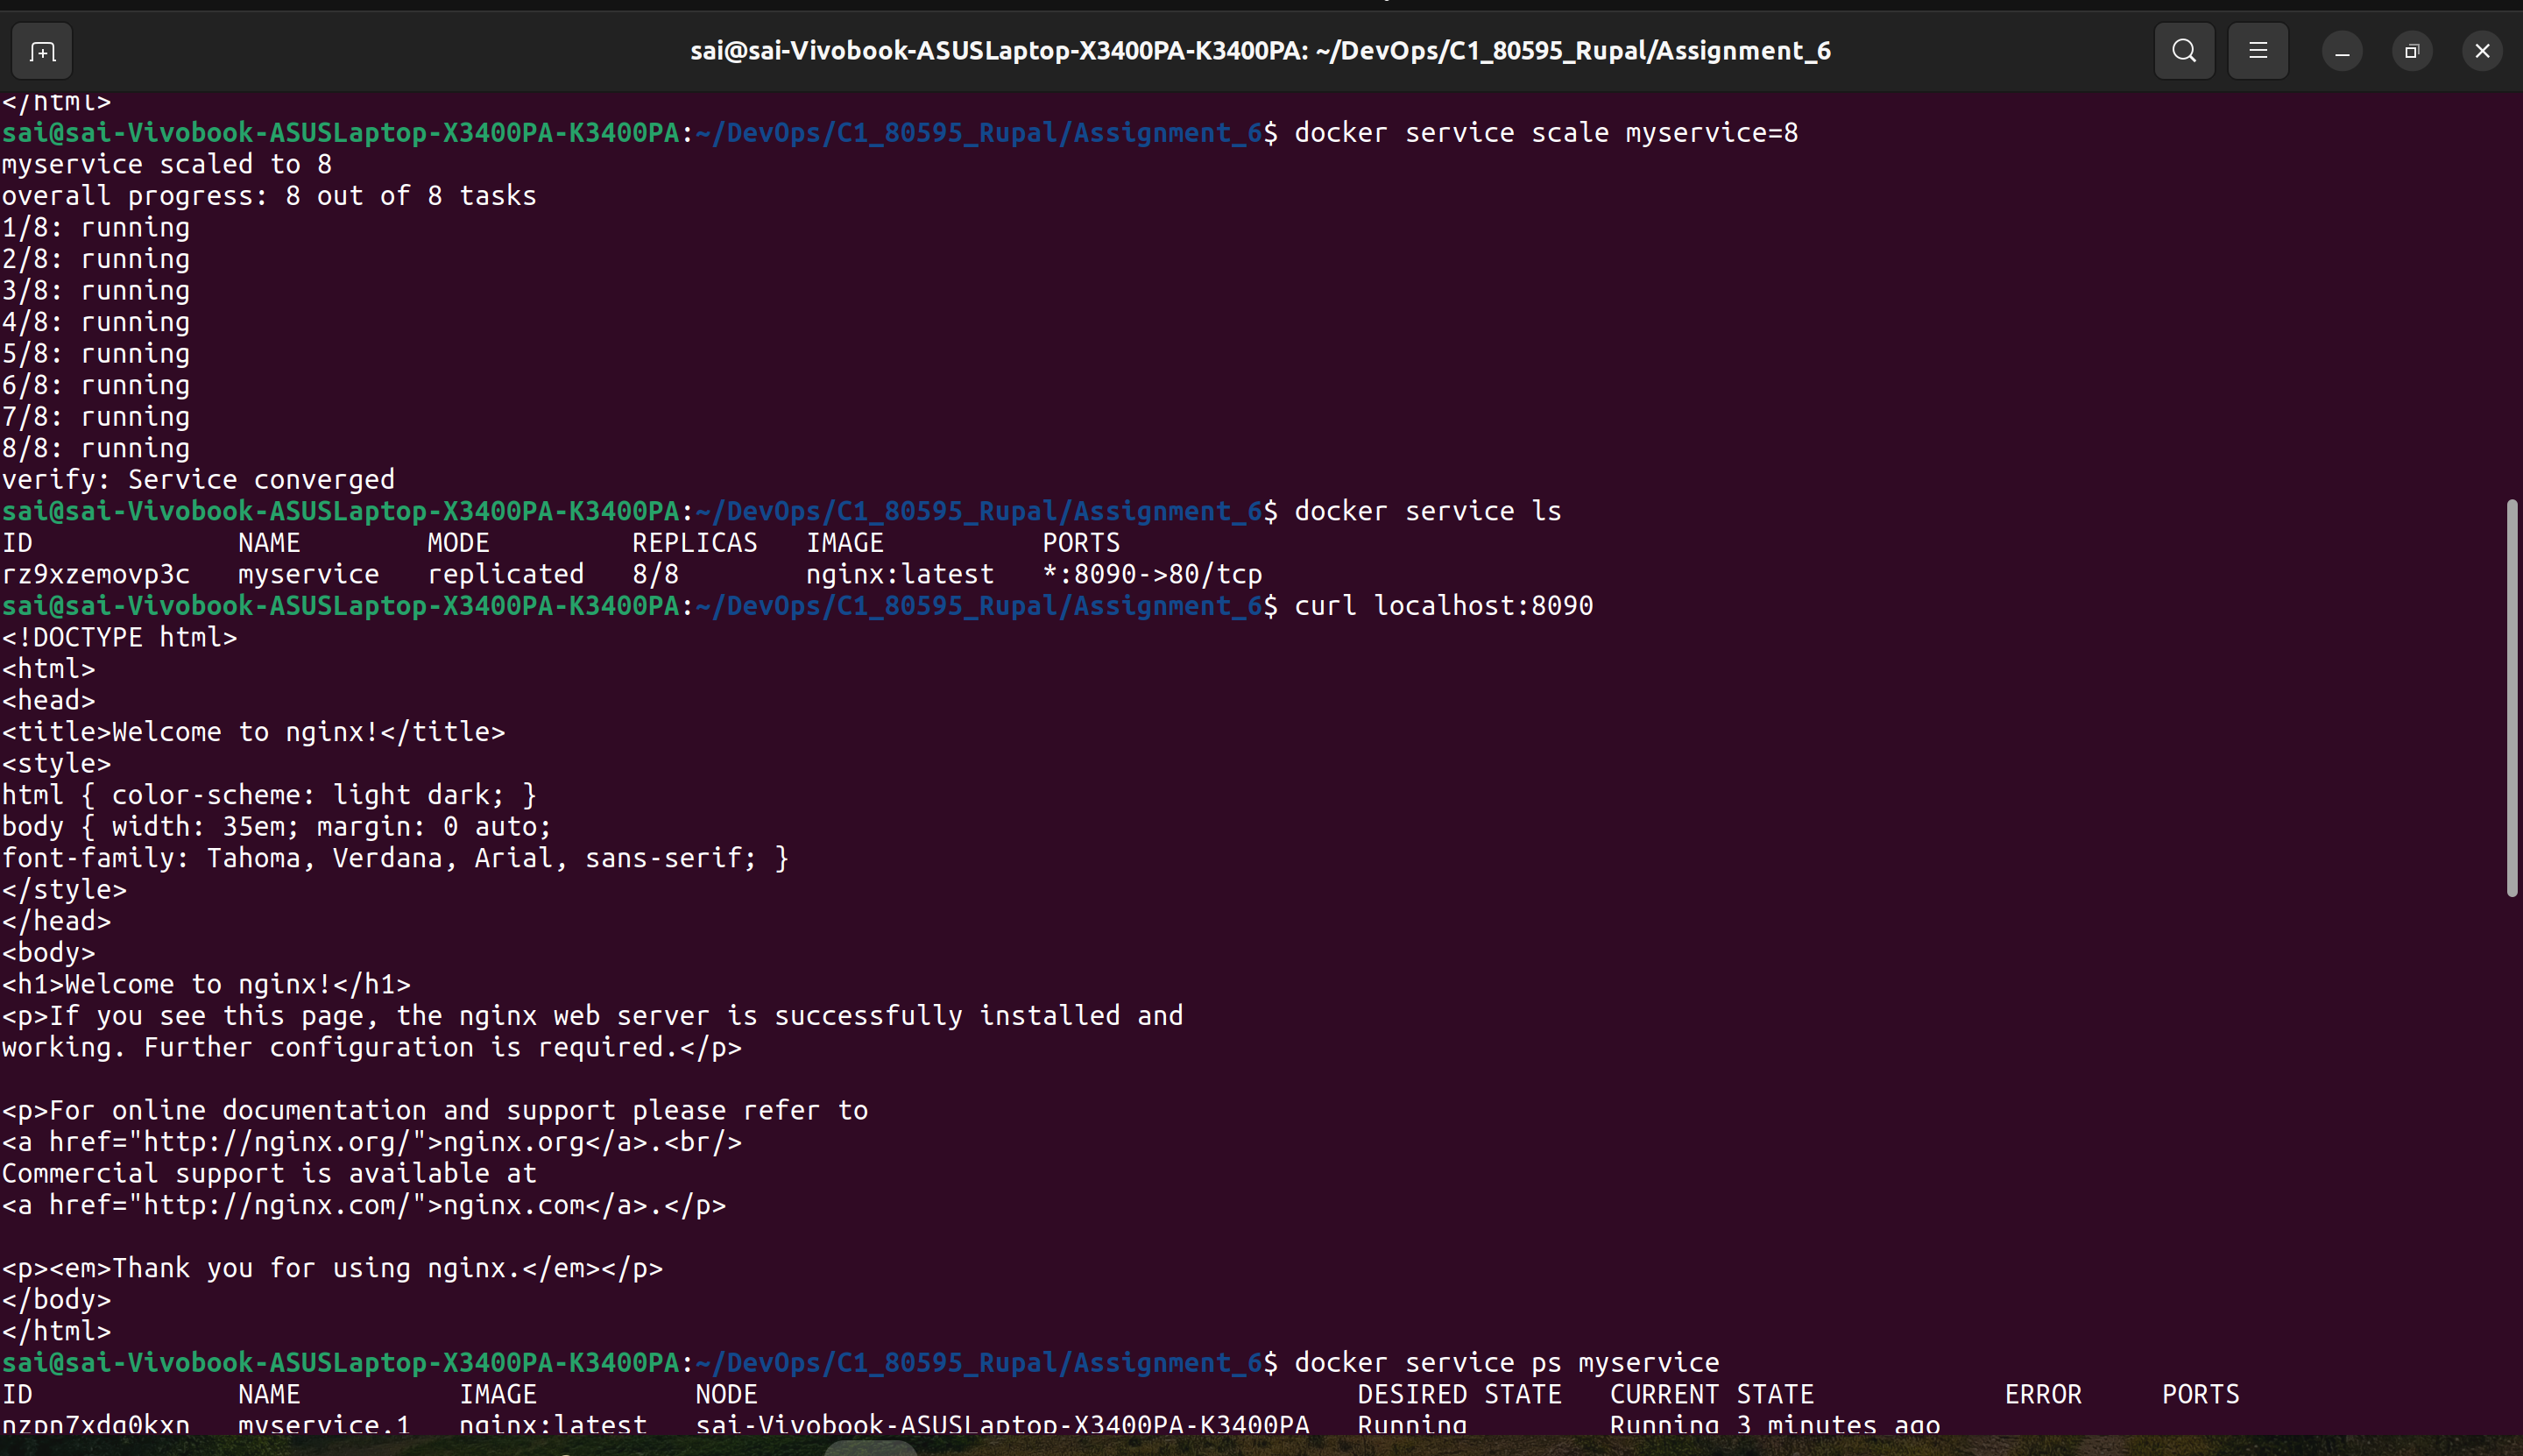 sai@sai-Vivobook-ASUSLaptop-X3400PA-K3400PA: ~/DevOps/C1_80595_Rupal/Assignment_6
</html>
sai@sai-Vivobook-ASUSLaptop-X3400PA-K3400PA:~/DevOps/C1_80595_Rupal/Assignment_6$ docker service scale myservice=8
myservice scaled to 8
overall progress: 8 out of 8 tasks
1/8: running
2/8: running
3/8: running
4/8: running
5/8: running
6/8: running
7/8: running
8/8: running
verify: Service converged
sai@sai-Vivobook-ASUSLaptop-X3400PA-K3400PA:~/DevOps/C1_80595_Rupal/Assignment_6$ docker service ls
ID             NAME        MODE         REPLICAS   IMAGE          PORTS
rz9xzemovp3c   myservice   replicated   8/8        nginx:latest   *:8090->80/tcp
sai@sai-Vivobook-ASUSLaptop-X3400PA-K3400PA:~/DevOps/C1_80595_Rupal/Assignment_6$ curl localhost:8090
<!DOCTYPE html>
<html>
<head>
<title>Welcome to nginx!</title>
<style>
html { color-scheme: light dark; }
body { width: 35em; margin: 0 auto;
font-family: Tahoma, Verdana, Arial, sans-serif; }
</style>
</head>
<body>
<h1>Welcome to nginx!</h1>
<p>If you see this page, the nginx web server is successfully installed and
working. Further configuration is required.</p>

<p>For online documentation and support please refer to
<a href="http://nginx.org/">nginx.org</a>.<br/>
Commercial support is available at
<a href="http://nginx.com/">nginx.com</a>.</p>

<p><em>Thank you for using nginx.</em></p>
</body>
</html>
sai@sai-Vivobook-ASUSLaptop-X3400PA-K3400PA:~/DevOps/C1_80595_Rupal/Assignment_6$ docker service ps myservice
ID             NAME          IMAGE          NODE                                      DESIRED STATE   CURRENT STATE            ERROR     PORTS
myservice.1   nginx:latest   sai-Vivobook-ASUSLaptop-X3400PA-K3400PA   Running         Running 3 minutes ago